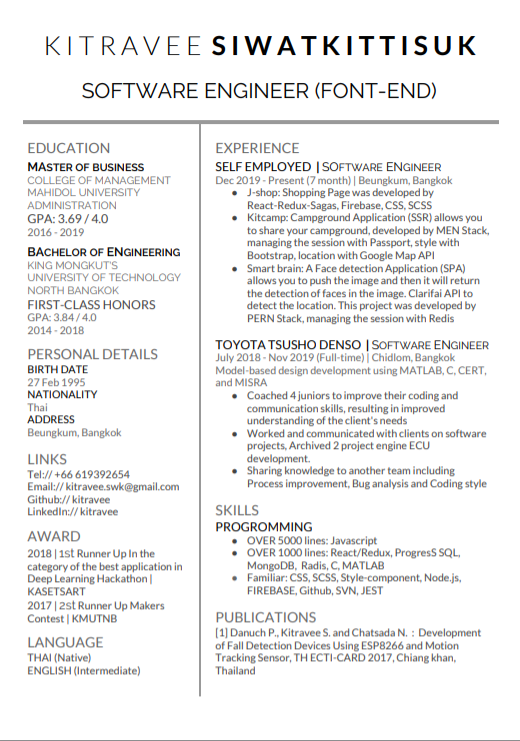 KITRAVEE SIWATKITTISUK
SOFTWARE ENGINEER (FONT-END)
EDUCATION
MASTER OF BUSINESS
COLLEGE OF MANAGEMENT
MAHIDOL UNIVERSITY
ADMINISTRATION
GPA: 3.69 / 4.0
2016 - 2019
BACHELOR OF ENGINEERING
KING MONGKUT'S
UNIVERSITY OF TECHNOLOGY
NORTH BANGKOK
FIRST-CLASS HONORS
GPA: 3.84 / 4.0
2014 - 2018
PERSONAL DETAILS
BIRTH DATE
27 Feb 1995
NATIONALITY
Thai
ADDRESS
Beungkum, Bangkok
LINKS
Tel:// +66 619392654
Email:// kitravee.swk@gmail.com
Github:// kitravee
LinkedIn:// kitravee
AWARD
2018 | 1st Runner Up In the
category of the best application in
Deep Learning Hackathon |
KASETSART
2017 | 2st Runner Up Makers
Contest | KMUTNB
LANGUAGE
THAI (Native)
ENGLISH (Intermediate)
EXPERIENCE
SELF EMPLOYED | SOFTWARE ENGINEER
Dec 2019 - Present (7 month) | Beungkum, Bangkok
● J-shop: Shopping Page was developed by
React-Redux-Sagas, Firebase, CSS, SCSS
● Kitcamp: Campground Application (SSR) allows you
to share your campground, developed by MEN Stack,
managing the session with Passport, style with
Bootstrap, location with Google Map API
● Smart brain: A Face detection Application (SPA)
allows you to push the image and then it will return
the detection of faces in the image. Clarifai API to
detect the location. This project was developed by
PERN Stack, managing the session with Redis
TOYOTA TSUSHO DENSO | SOFTWARE ENGINEER
July 2018 - Nov 2019 (Full-time) | Chidlom, Bangkok
Model-based design development using MATLAB, C, CERT,
and MISRA
● Coached 4 juniors to improve their coding and
communication skills, resulting in improved
understanding of the client's needs
● Worked and communicated with clients on software
projects, Archived 2 project engine ECU
development.
● Sharing knowledge to another team including
Process improvement, Bug analysis and Coding style
SKILLS
PROGRAMMING
● OVER 5000 lines: Javascript
● OVER 1000 lines: React/Redux, ProgresS SQL,
MongoDB, Radis, C, MATLAB
● Familiar: CSS, SCSS, Style-component, Node.js,
FIREBASE, Github, SVN, JEST
PUBLICATIONS
[1] Danuch P., Kitravee S. and Chatsada N. : Development
of Fall Detection Devices Using ESP8266 and Motion
Tracking Sensor, TH ECTI-CARD 2017, Chiang khan,
Thailand